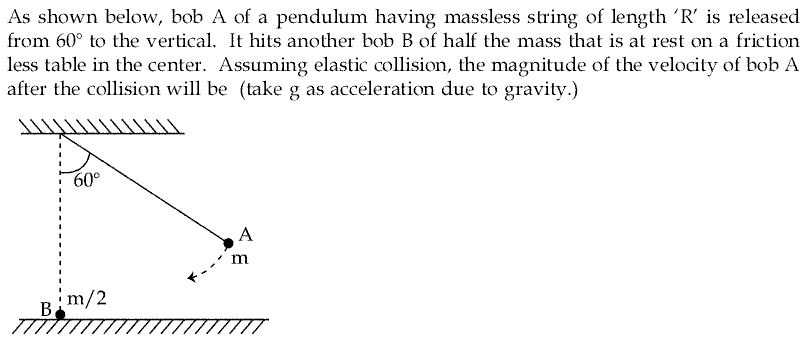 As shown below, bob A of a pendulum having massless string of length ‘R’ is released
from 60° to the vertical. It hits another bob B of half the mass that is at rest on a friction
less table in the center. Assuming elastic collision, the magnitude of the velocity of bob A
after the collision will be (take g as acceleration due to gravity.)
60°
A
m
m/2
B